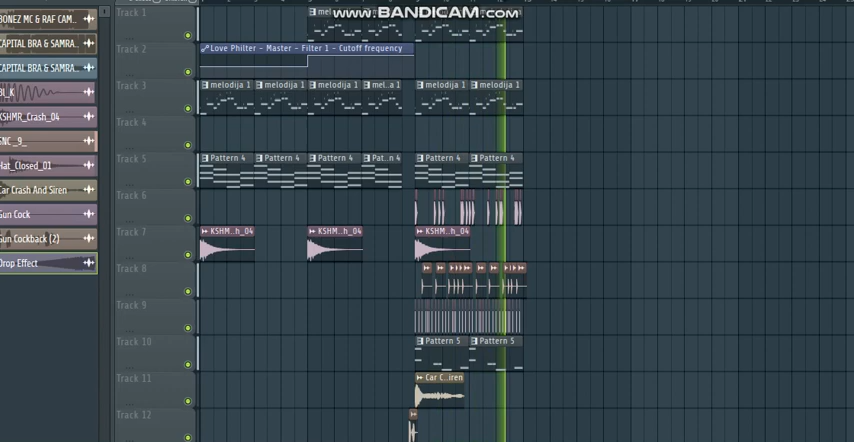 Track 1
www.BANDICAM.com
BONEZ MC & RAF CAM..
CAPITAL BRA & SAMRA..
CAPITAL BRA & SAMRA..
Track 2
Love Philter - Master - Filter 1 - Cutoff frequency
Track 3
melodija 1 melodija 1 melodija 1 mel..a 1 melodija 1 melodija 1
KSHMR_Crash_04
Track 4
SNC_9_
Track 5
Pattern 4 Pattern 4 Pattern 4 Pat..n 4 Pattern 4 Pattern 4
Hat_Closed_01
Car Crash And Siren
Track 6
Gun Cock
Track 7
KSHM..h_04 KSHM..h_04 KSHM..h_04
Gun Cockback (2)
Drop Effect
Track 8
Track 9
Track 10
Pattern 5 Pattern 5
Track 11
Car C..iren
Track 12